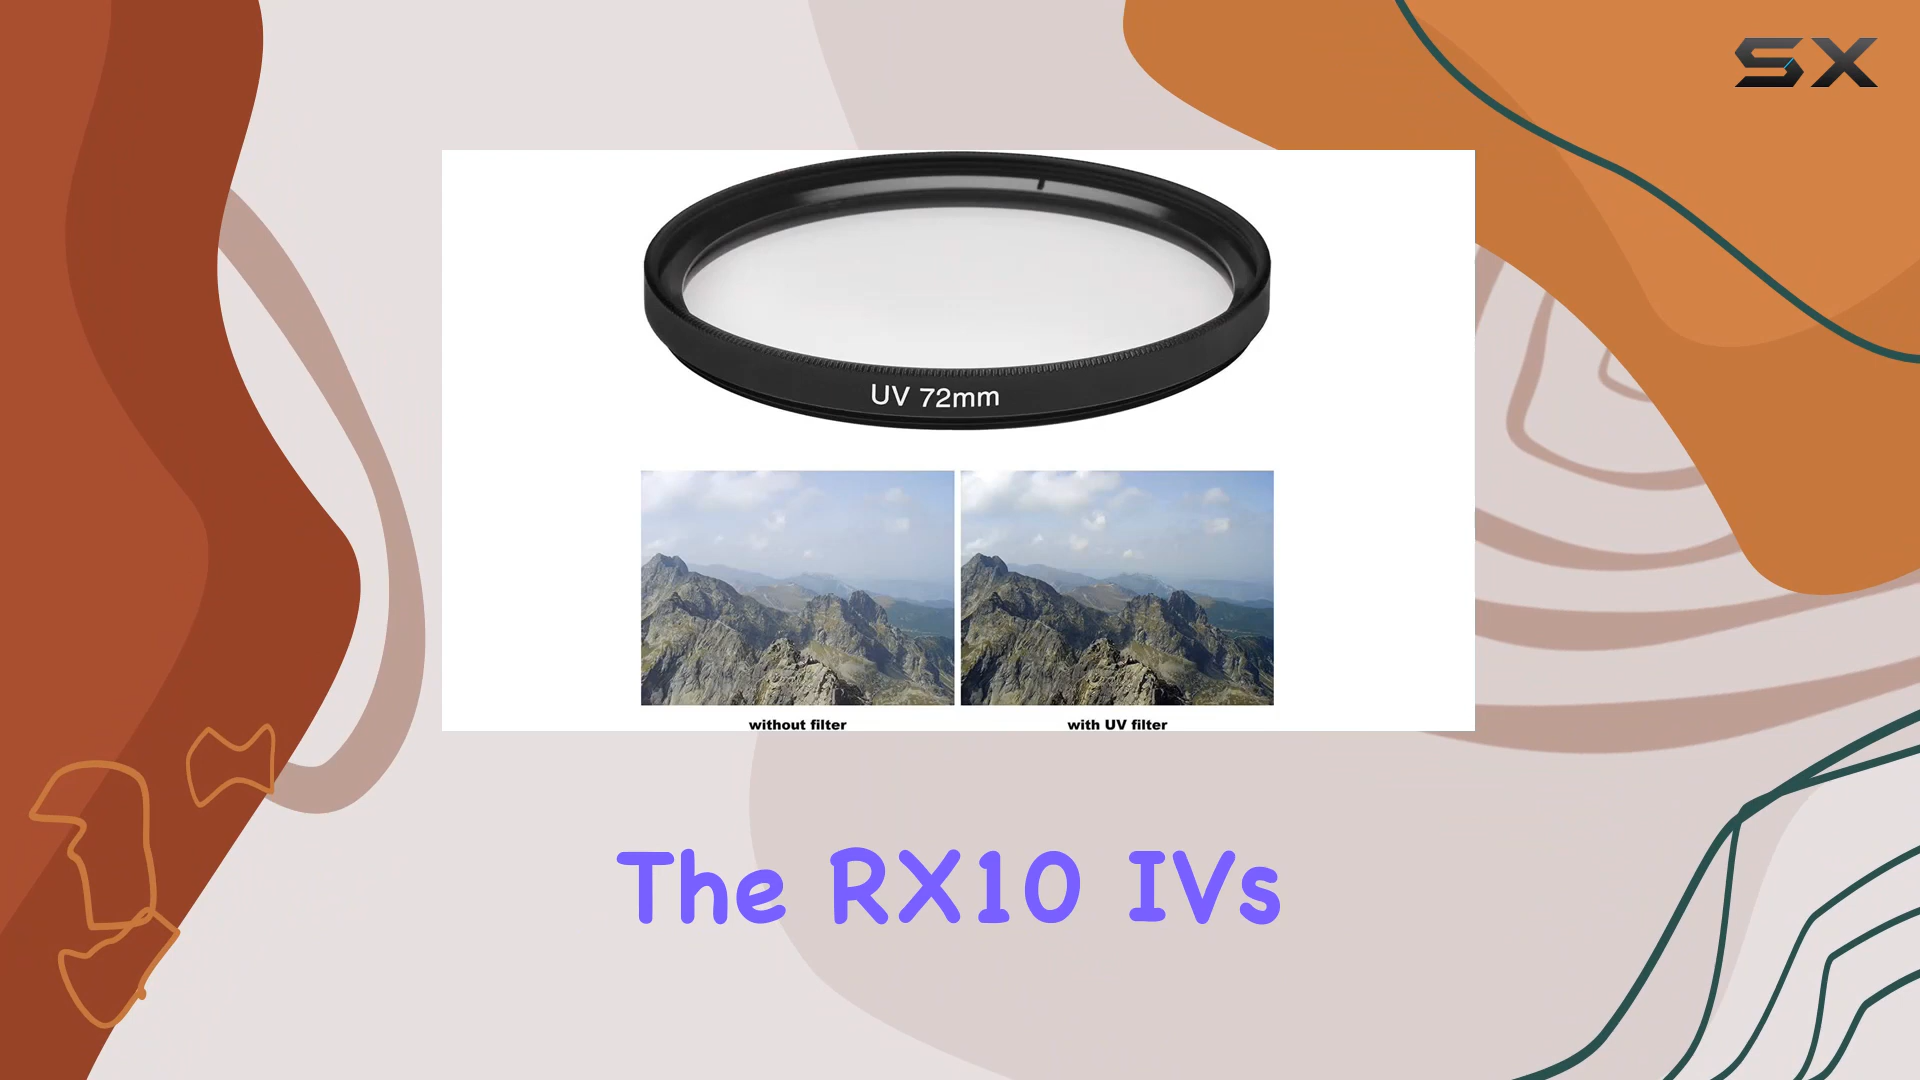 SX
UV 72mm
without filter
with UV filter
The RX10 IVs